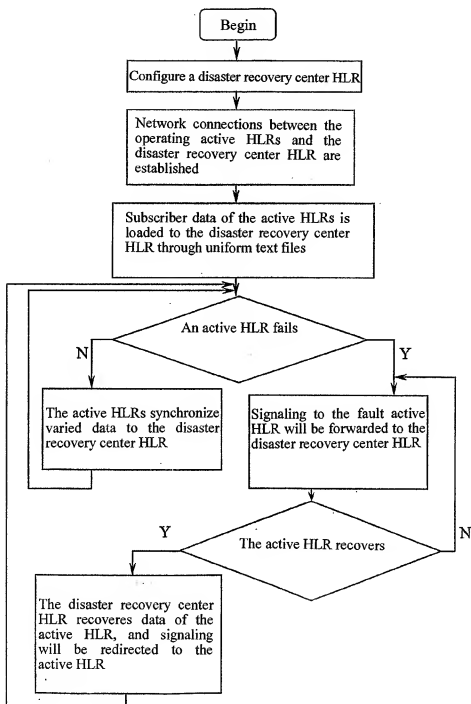 Begin
Configure a disaster recovery center HLR
Network connections between the
operating active HLRs and the
disaster recovery center HLR are
established
Subscriber data of the active HLRs is
loaded to the disaster recovery center
HLR through uniform text files
An active HLR fails
N
Y
The active HLRs synchronize
varied data to the disaster
recovery center HLR
Signaling to the fault active
HLR will be forwarded to the
disaster recovery center HLR
Y
The active HLR recovers
N
The disaster recovery center
HLR recoveres data of the
active HLR, and signaling
will be redirected to the
active HLR